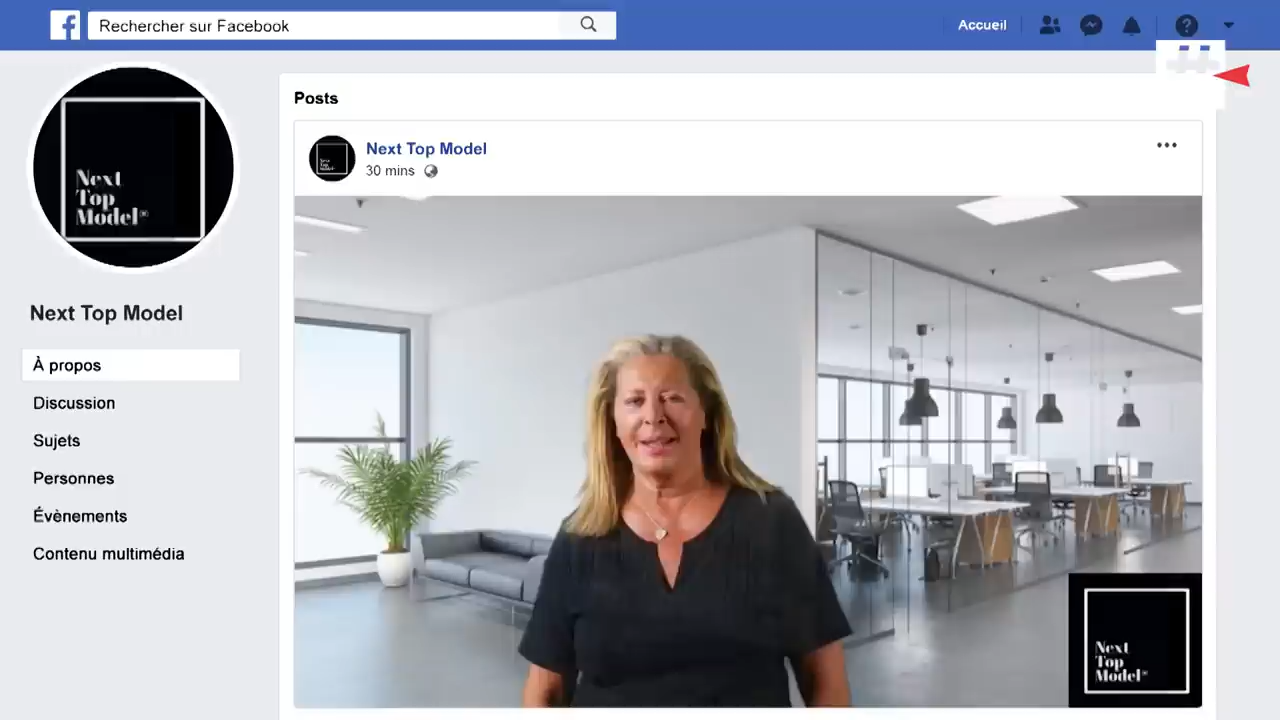 Rechercher sur Facebook
Accueil
Next
Top
Model®
Next Top Model
À propos
Discussion
Sujets
Personnes
Évènements
Contenu multimédia
Posts
Next Top Model
30 mins
Next
Top
Model®